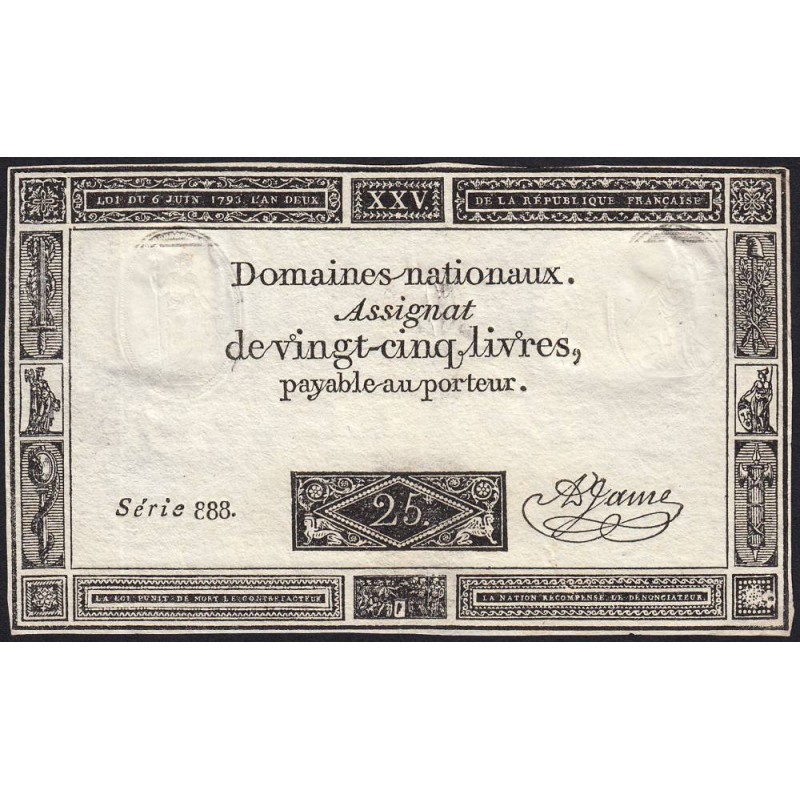 LOI DU 6 JUIN 1793. L'AN DEUX
XXV.
DE LA RÉPUBLIQUE FRANÇAISE
Domaines nationaux.
Assignat
de vingt-cinq livres,
payable au porteur.
Série 888.
25.
A Jame
LA LOI PUNIT DE MORT LE CONTREFACTEUR
LA NATION RÉCOMPENSE LE DÉNONCIATEUR